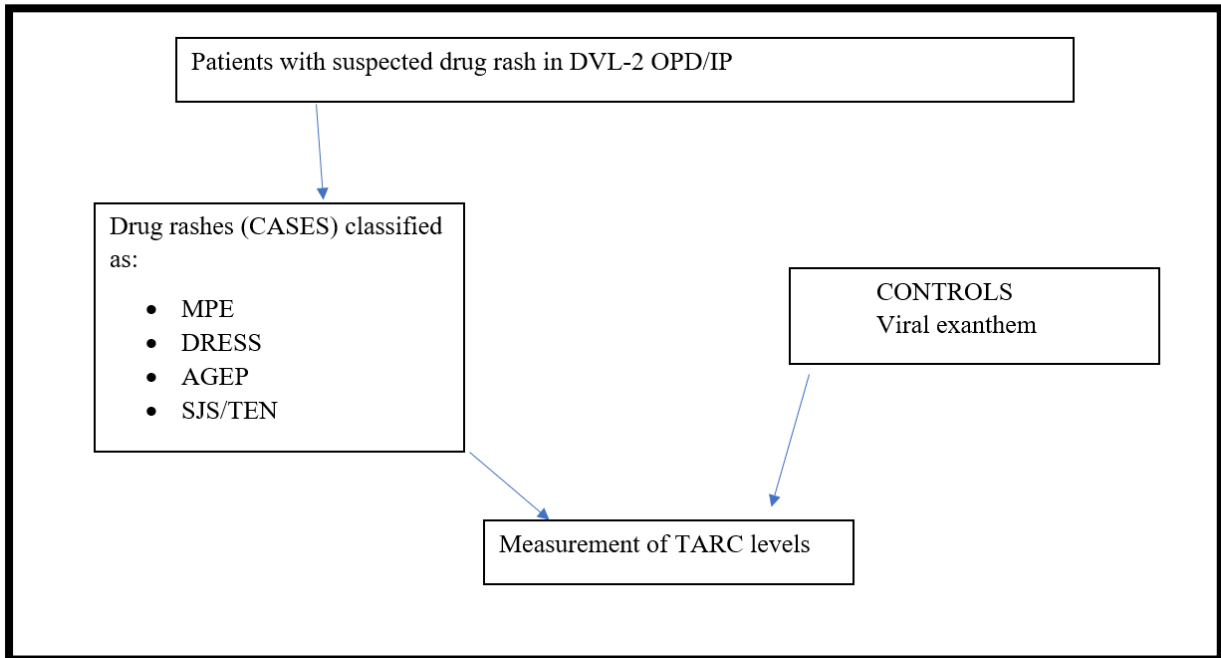 Patients with suspected drug rash in DVL-2 OPD/IP
Drug rashes (CASES) classified
as:
• MPE
• DRESS
• AGEP
• SJS/TEN
CONTROLS
Viral exanthem
Measurement of TARC levels